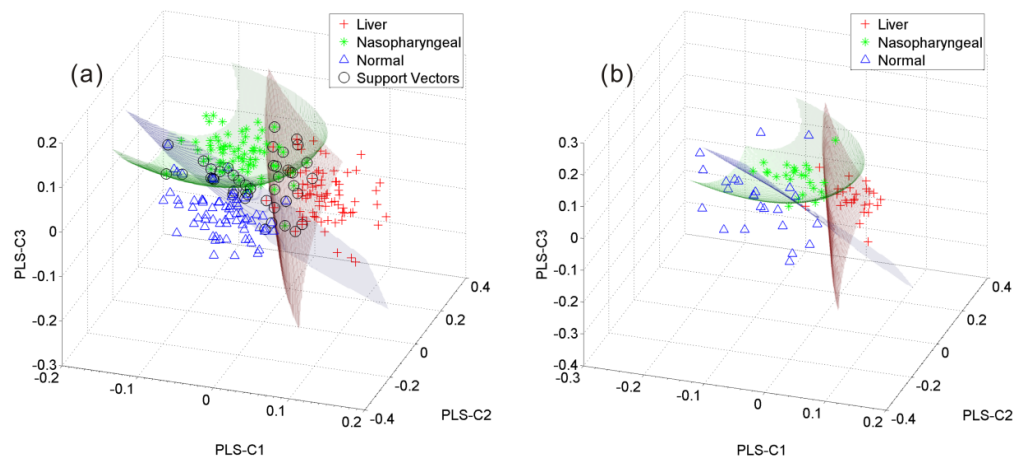 (a)
Liver
Nasopharyngeal
Normal
Support Vectors
PLS-C3
0.2
0.1
0
-0.1
-0.2
-0.3
-0.2
-0.1
0
0.1
0.2
PLS-C1
-0.4
-0.2
0
0.2
0.4
PLS-C2
(b)
Liver
Nasopharyngeal
Normal
PLS-C3
0.3
0.2
0.1
0
-0.1
-0.2
-0.3
-0.4
-0.3
-0.2
-0.1
0
0.1
0.2
PLS-C1
-0.4
-0.2
0
0.2
0.4
PLS-C2